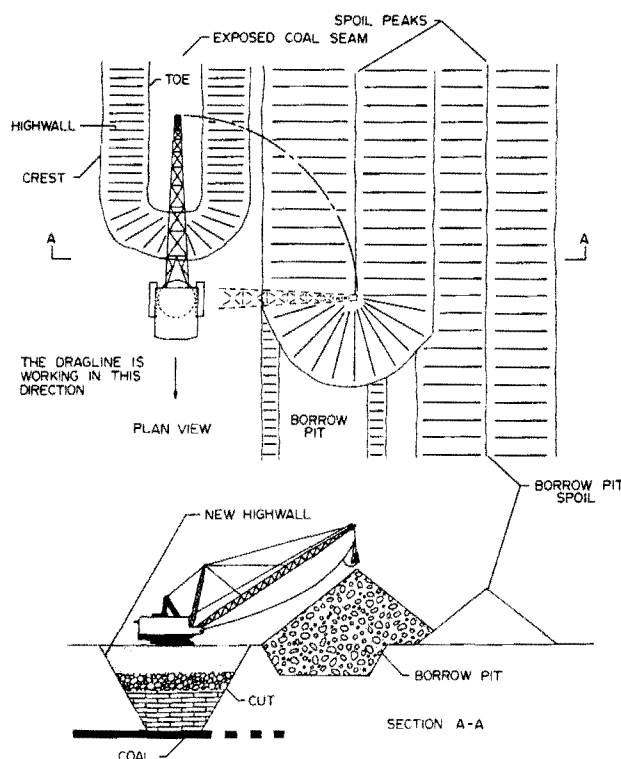 SPOIL PEAKS
EXPOSED COAL SEAM
TOE
HIGHWALL
CREST
A
A
THE DRAGLINE IS
WORKING IN THIS
DIRECTION
PLAN VIEW
BORROW
PIT
BORROW PIT
SPOIL
NEW HIGHWALL
BORROW PIT
CUT
SECTION A-A
COAL